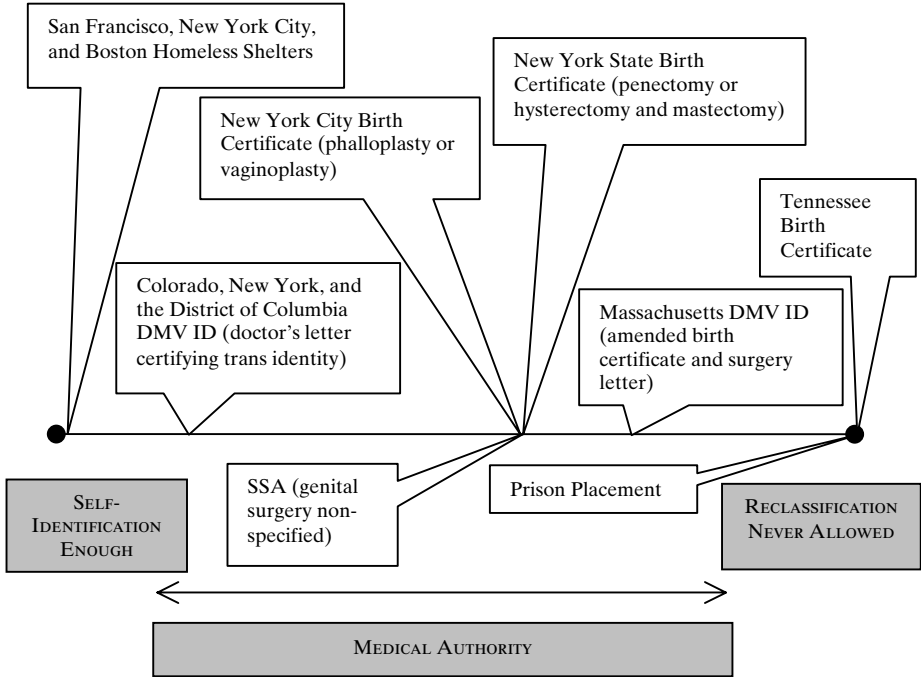 San Francisco, New York City,
and Boston Homeless Shelters
New York City Birth
Certificate (phalloplasty or
vaginoplasty)
New York State Birth
Certificate (penectomy or
hysterectomy and mastectomy)
Tennessee
Birth
Certificate
Colorado, New York, and
the District of Columbia
DMV ID (doctor's letter
certifying trans identity)
Massachusetts DMV ID
(amended birth
certificate and surgery
letter)
SSA (genital
surgery non-
specified)
Prison Placement
SELF-
IDENTIFICATION
ENOUGH
RECLASSIFICATION
NEVER ALLOWED
MEDICAL AUTHORITY